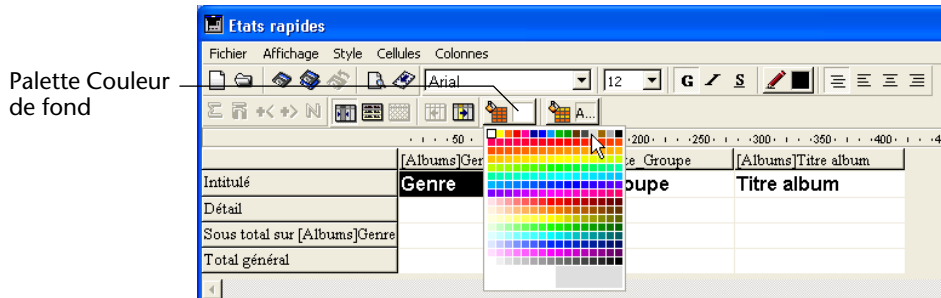 Etats rapides
Fichier Affichage Style Cellules Colonnes
Palette Couleur
de fond
Arial 12 G I S
N A...
50 200 250 300 350 400
[Albums]Ger e_Groupe [Albums]Titre album
Intitulé Genre oupe Titre album
Détail
Sous total sur [Albums]Genre
Total général